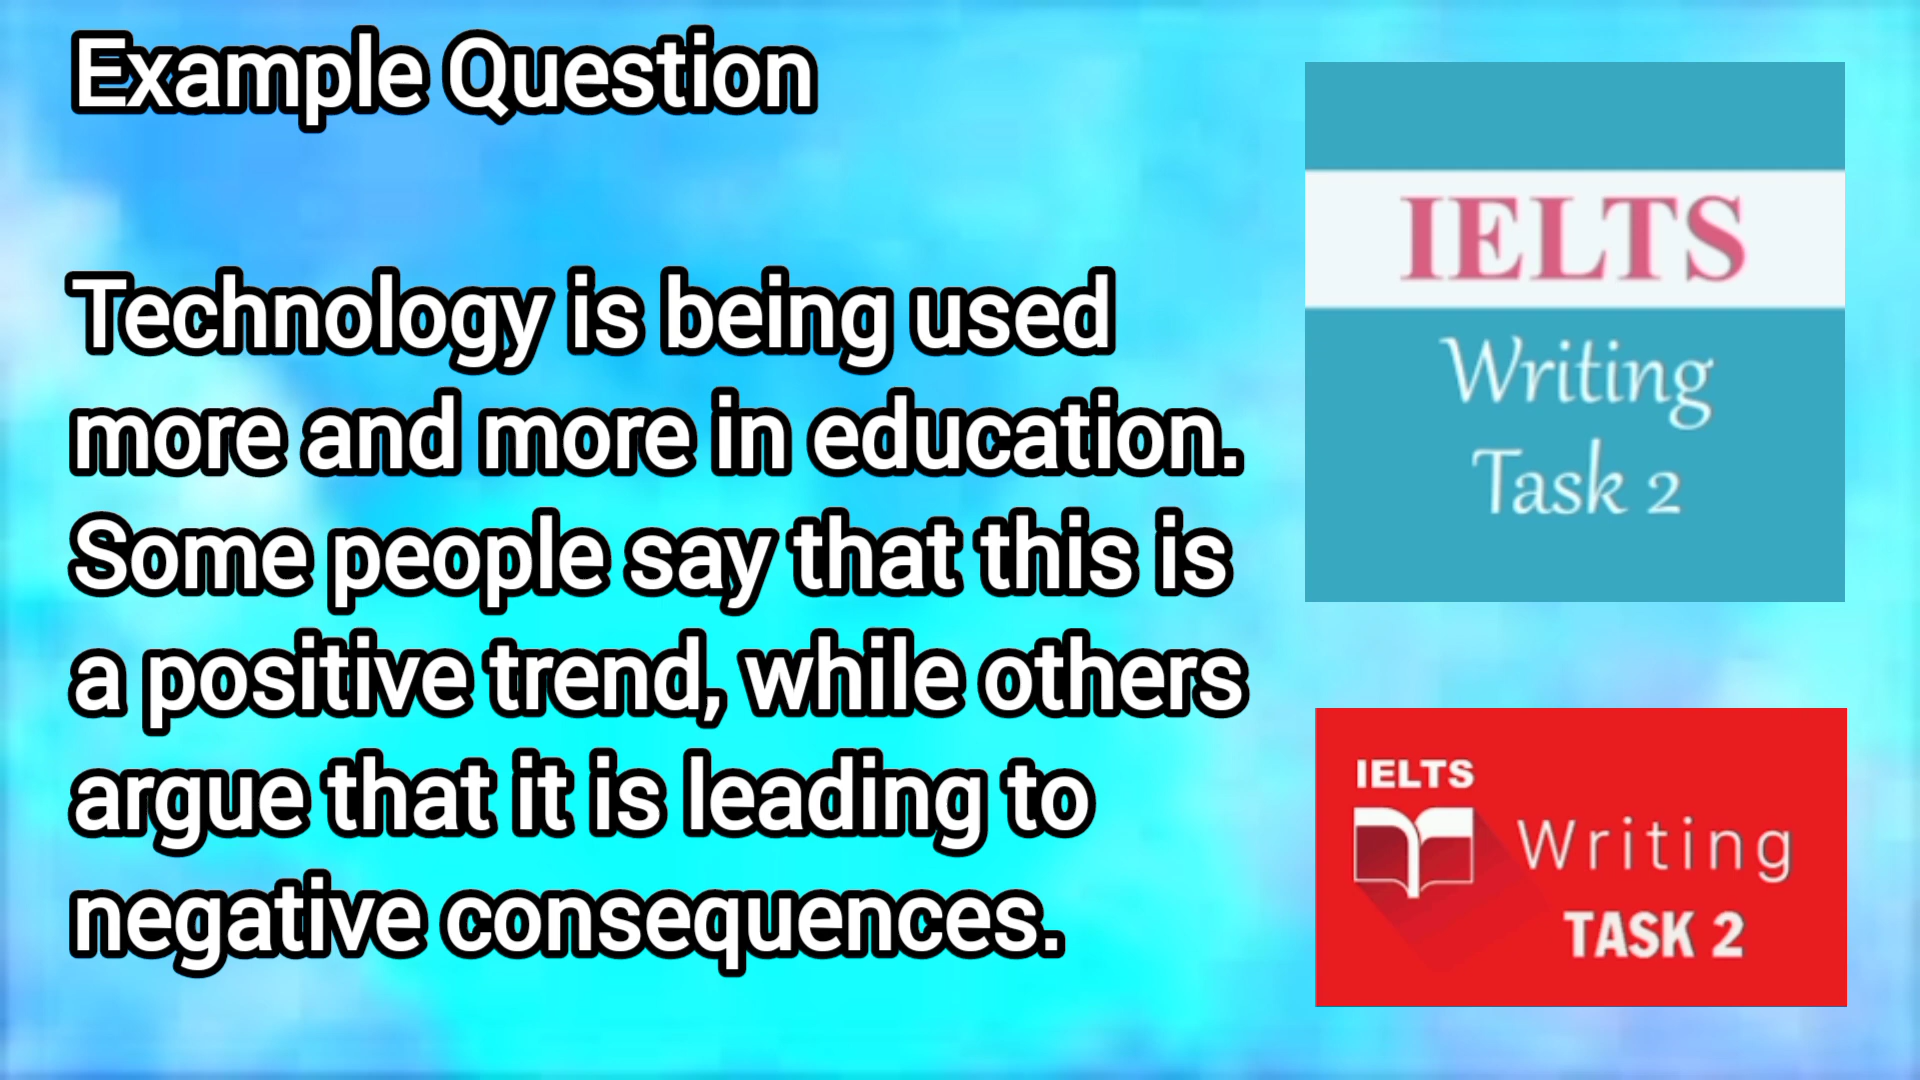 Example Question
Technology is being used
more and more in education.
Some people say that this is
a positive trend, while others
argue that it is leading to
negative consequences.
IELTS
Writing
Task 2
IELTS
Writing
TASK 2